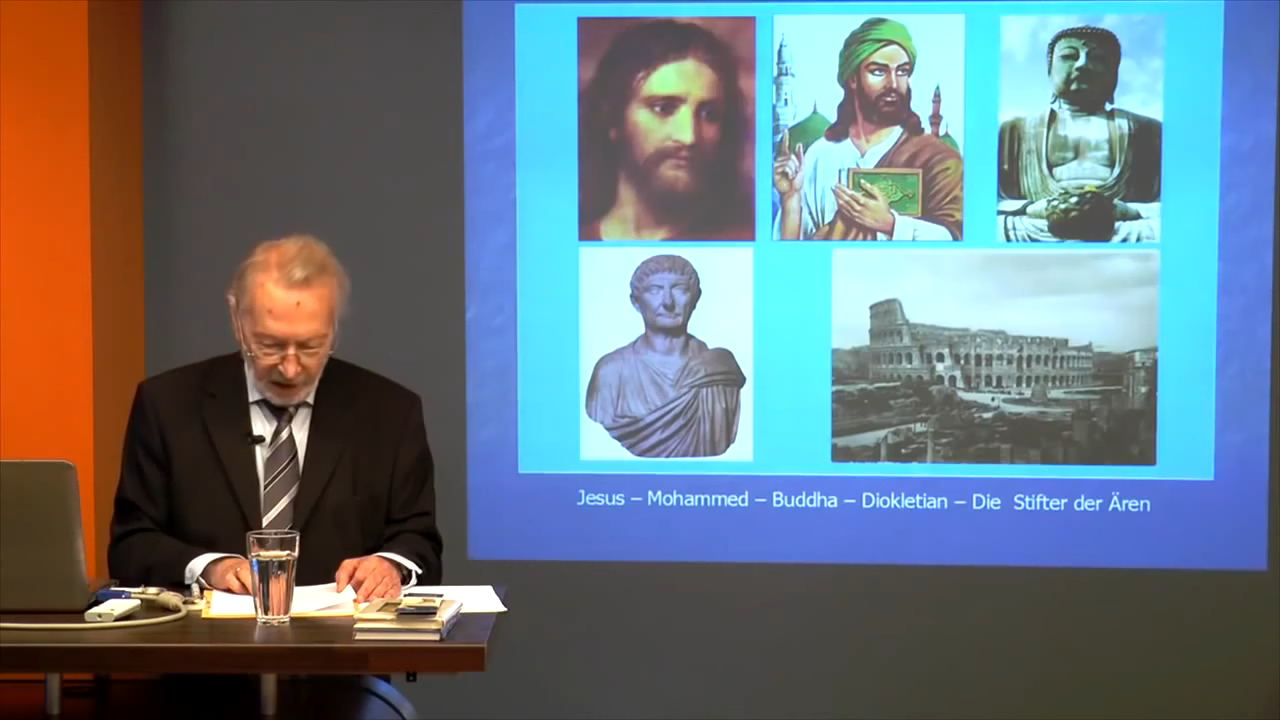 Jesus – Mohammed – Buddha – Diokletian – Die  Stifter der Ären